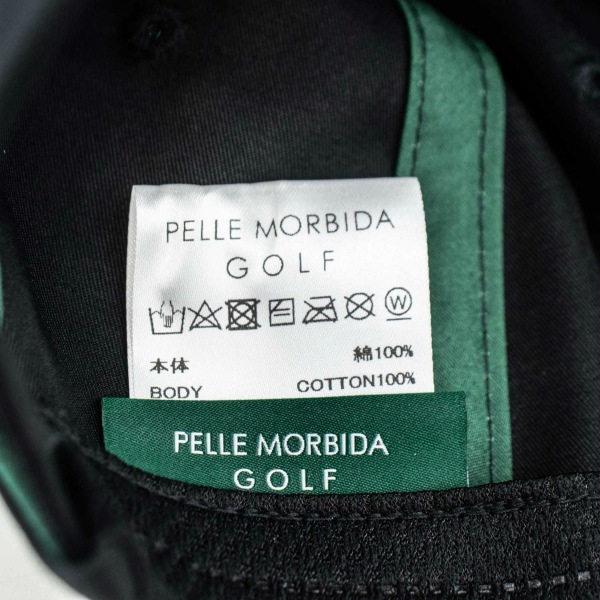 PELLE MORBIDA
GOLF
W
本体 綿100%
BODY COTTON100%
PELLE MORBIDA
GOLF